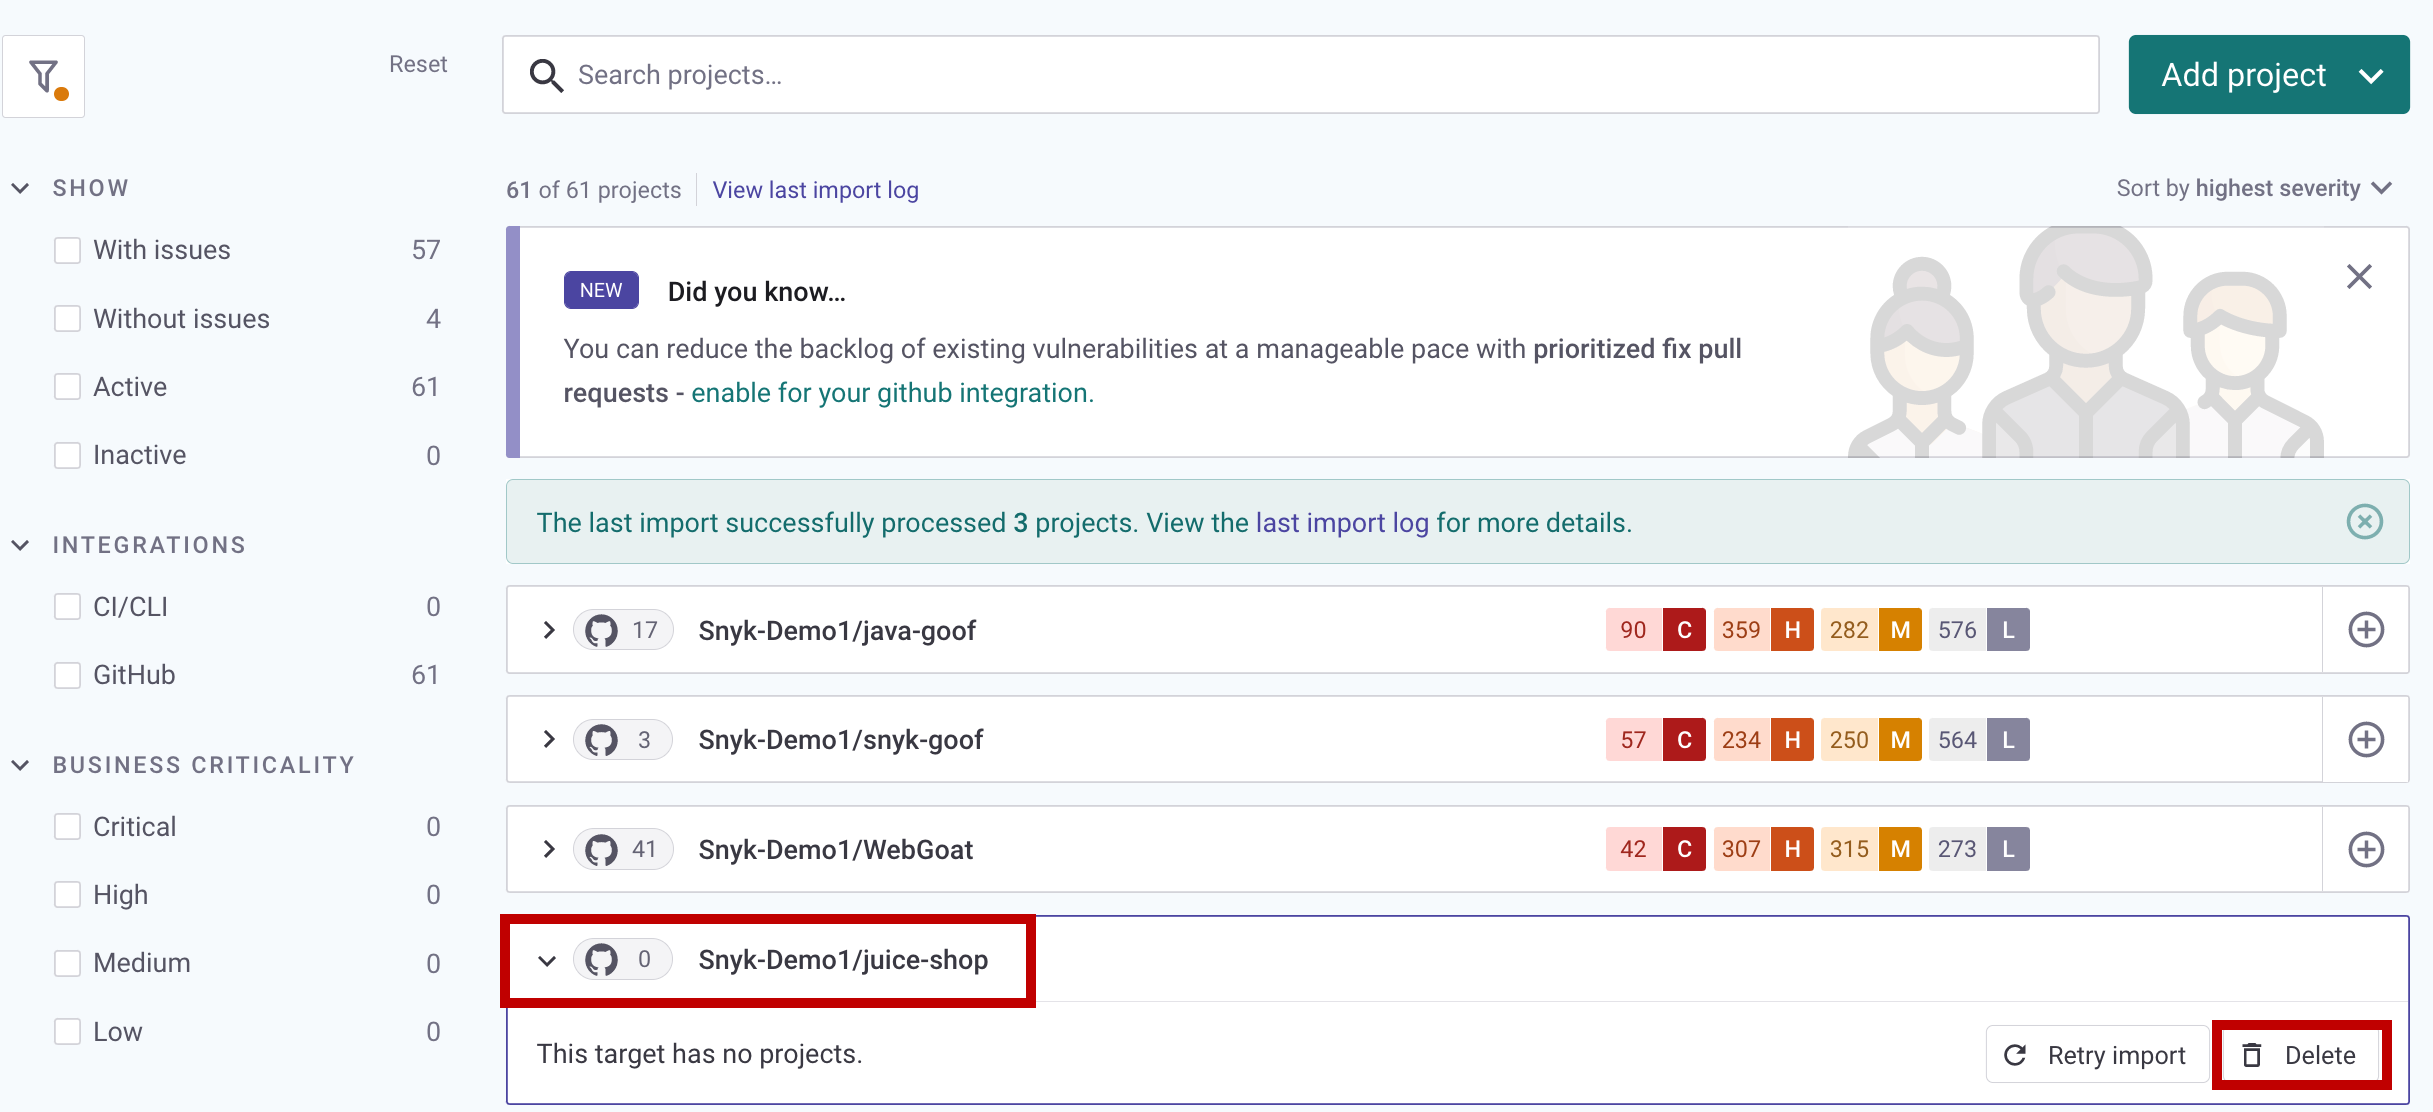 Reset
Search projects...
Add project
SHOW
With issues 57
Without issues 4
Active 61
Inactive 0
INTEGRATIONS
CI/CLI 0
GitHub 61
BUSINESS CRITICALITY
Critical 0
High 0
Medium 0
Low 0
61 of 61 projects View last import log
Sort by highest severity
NEW Did you know...
You can reduce the backlog of existing vulnerabilities at a manageable pace with prioritized fix pull
requests - enable for your github integration.
The last import successfully processed 3 projects. View the last import log for more details.
17 Snyk-Demo1/java-goof 90 C 359 H 282 M 576 L
3 Snyk-Demo1/snyk-goof 57 C 234 H 250 M 564 L
41 Snyk-Demo1/WebGoat 42 C 307 H 315 M 273 L
0 Snyk-Demo1/juice-shop
This target has no projects.
Retry import
Delete